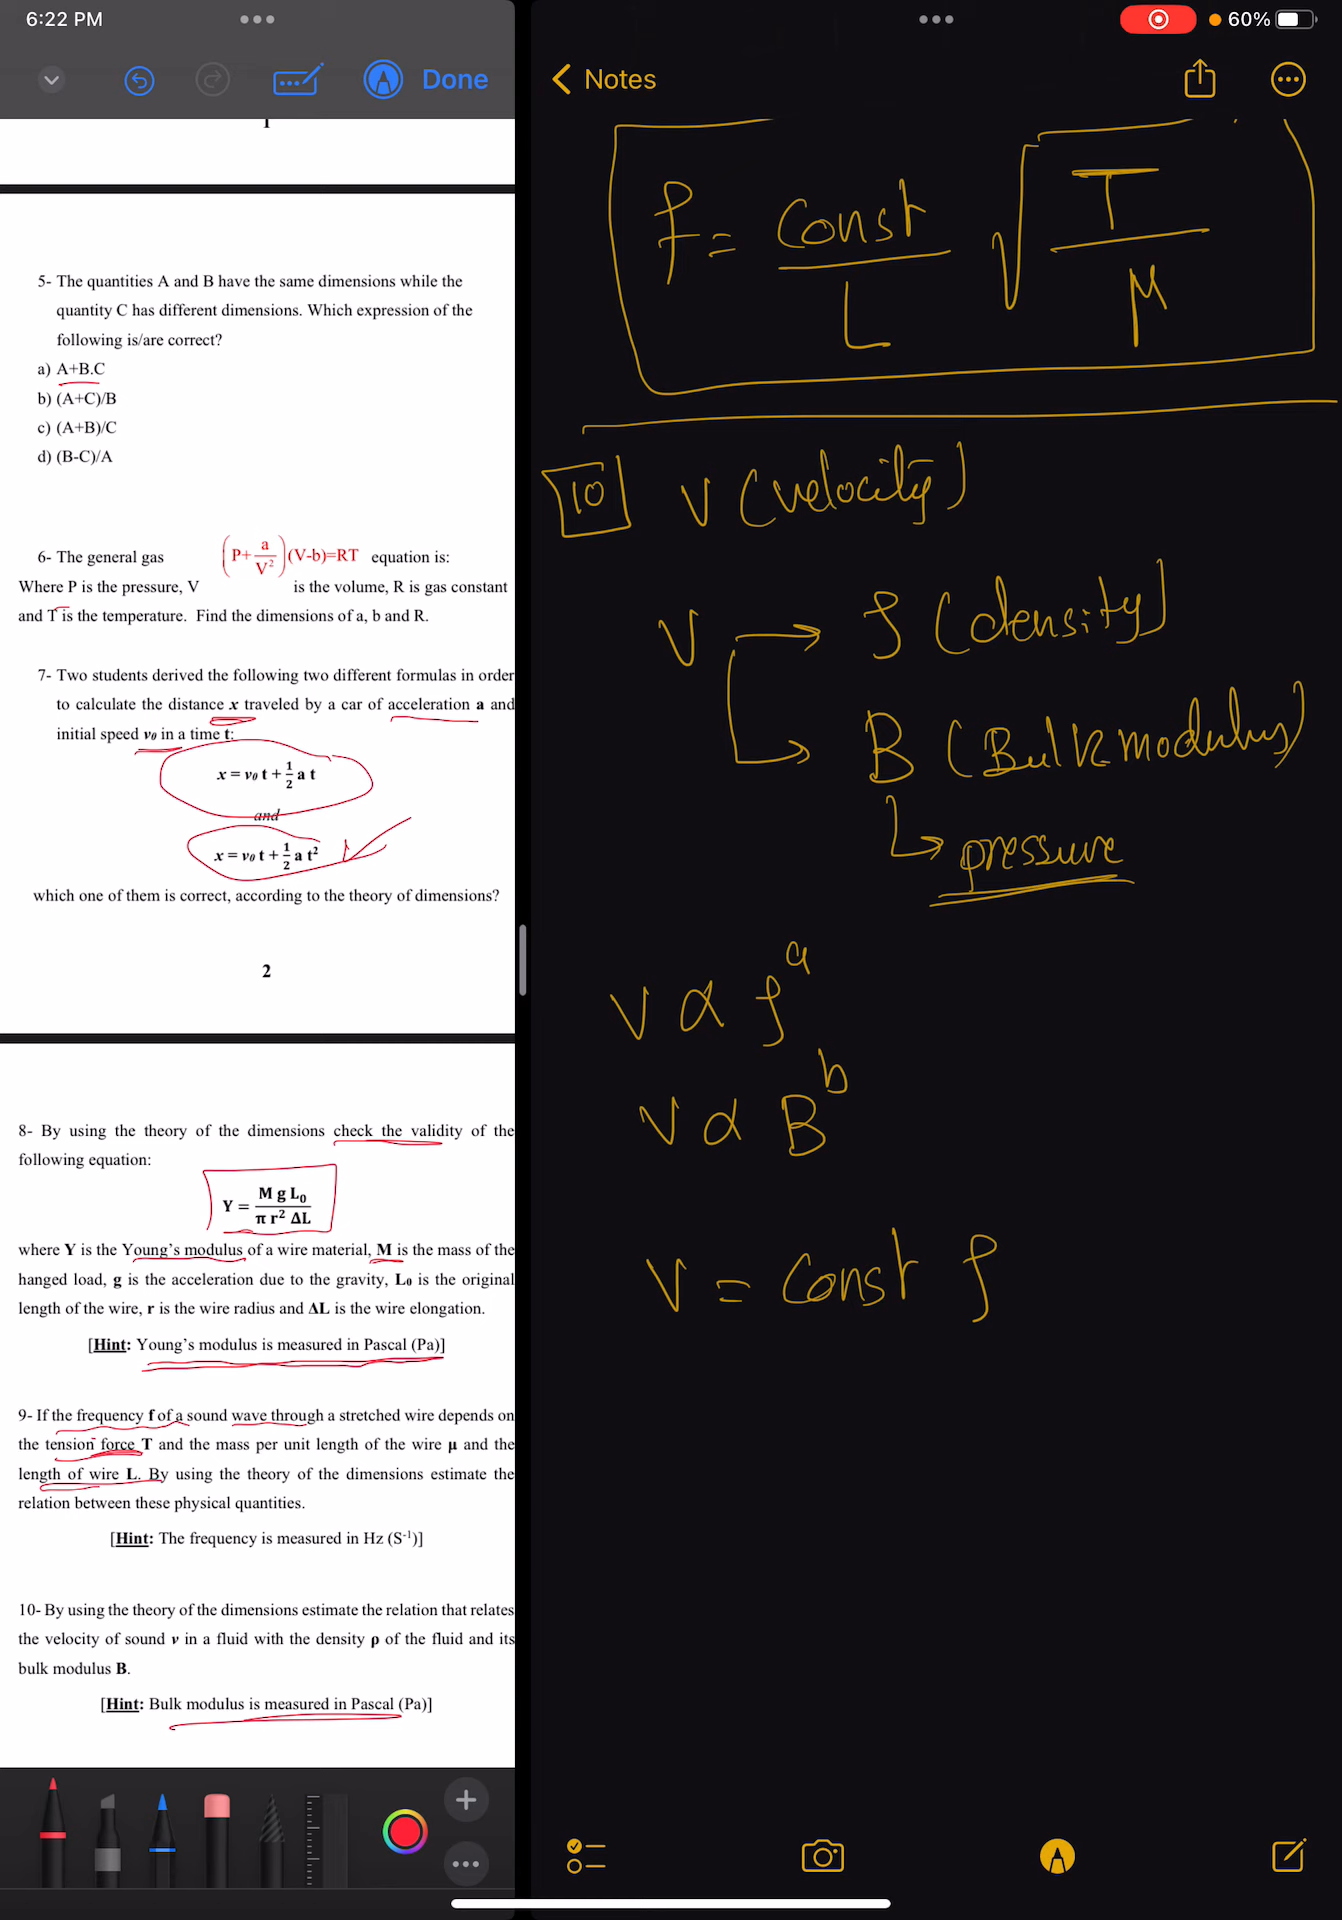 6:22 PM
Done
1
5- The quantities A and B have the same dimensions while the
quantity C has different dimensions. Which expression of the
following is/are correct?
a) A+B.C
b) (A+C)/B
c) (A+B)/C
d) (B-C)/A
6- The general gas (P+a/V²)(V-b)=RT equation is:
Where P is the pressure, V is the volume, R is gas constant
and T is the temperature. Find the dimensions of a, b and R.
7- Two students derived the following two different formulas in order
to calculate the distance x traveled by a car of acceleration a and
initial speed v₀ in a time t:
x = v₀ t + 1/2 a t
and
x = v₀ t + 1/2 a t²
which one of them is correct, according to the theory of dimensions?
2
8- By using the theory of the dimensions check the validity of the
following equation:
Y = M g L₀ / π r² ΔL
where Y is the Young's modulus of a wire material, M is the mass of the
hanged load, g is the acceleration due to the gravity, L₀ is the original
length of the wire, r is the wire radius and ΔL is the wire elongation.
[Hint: Young's modulus is measured in Pascal (Pa)]
9- If the frequency f of a sound wave through a stretched wire depends on
the tension force T and the mass per unit length of the wire μ and the
length of wire L. By using the theory of the dimensions estimate the
relation between these physical quantities.
[Hint: The frequency is measured in Hz (S⁻¹)]
10- By using the theory of the dimensions estimate the relation that relates
the velocity of sound v in a fluid with the density ρ of the fluid and its
bulk modulus B.
[Hint: Bulk modulus is measured in Pascal (Pa)]
60%
Notes
f = Const/L √(T/μ)
10 V (velocity)
V → ρ (density)
↳ B (Bulk modulus)
↳ pressure
V α ρᵃ
V α Bᵇ
V = Const ρ